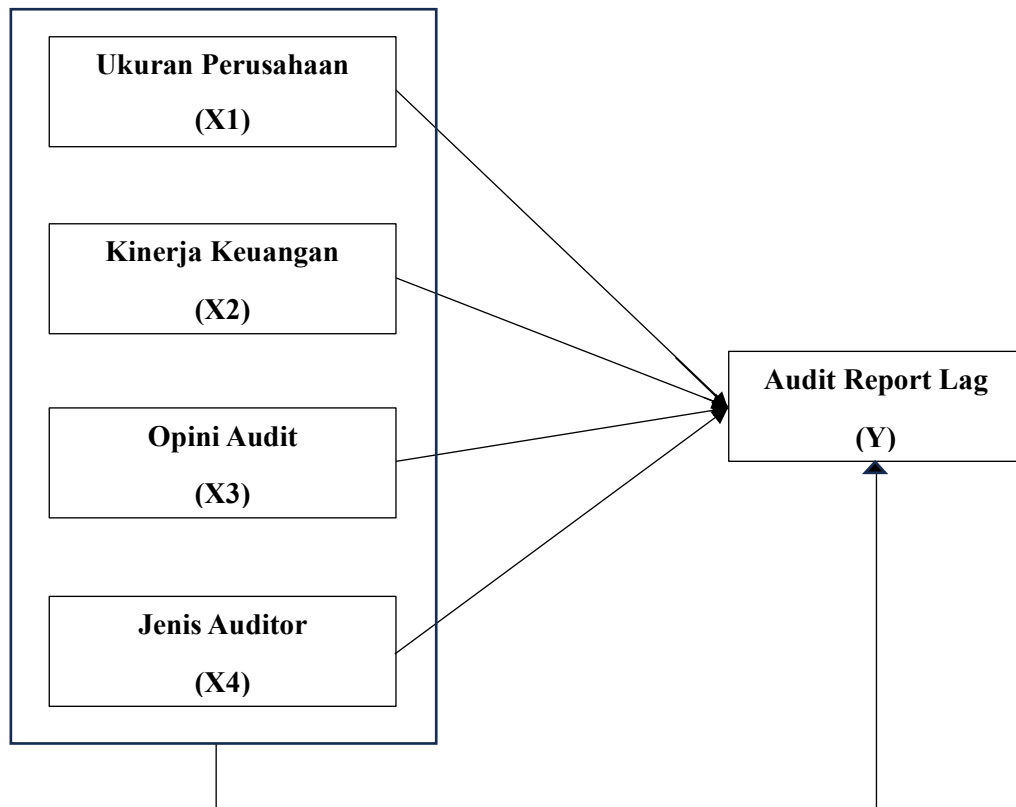 Ukuran Perusahaan
(X1)
Kinerja Keuangan
(X2)
Opini Audit
(X3)
Jenis Auditor
(X4)
Audit Report Lag
(Y)